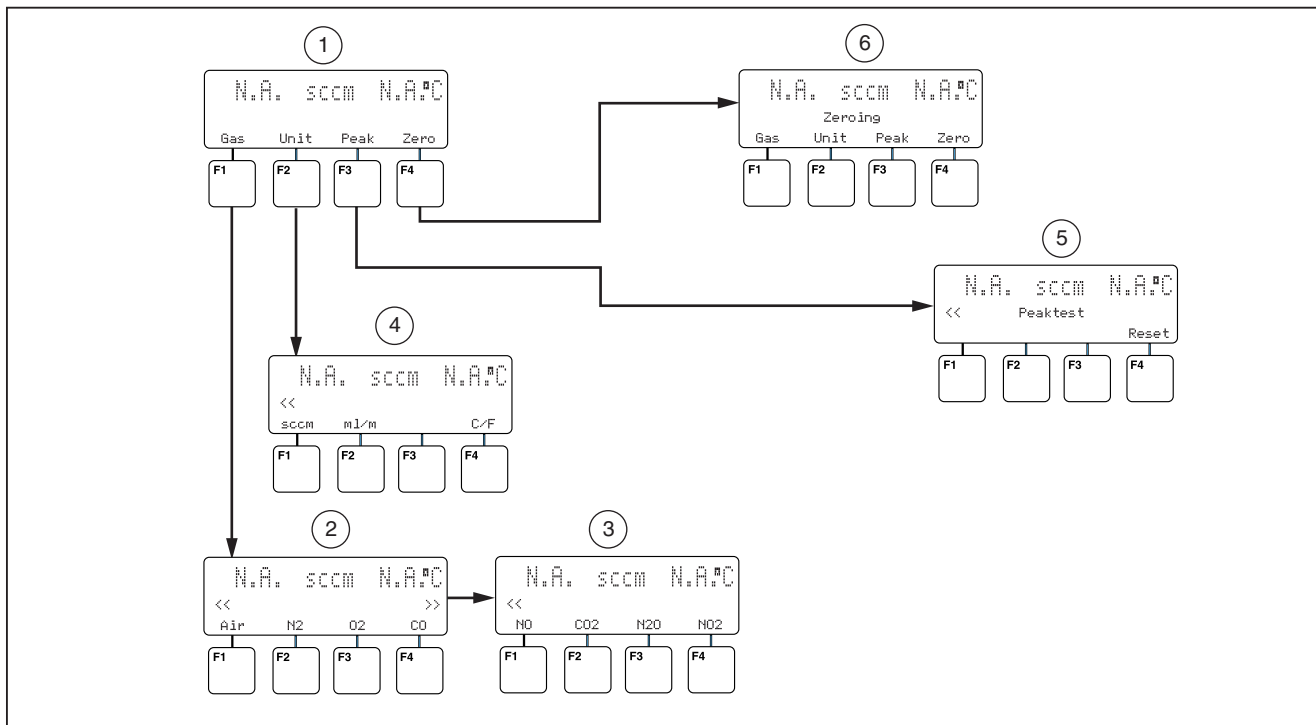 1
N.A. sccm N.A.°C
Gas Unit Peak Zero
F1 F2 F3 F4
6
N.A. sccm N.A.°C
Zeroing
Gas Unit Peak Zero
F1 F2 F3 F4
5
N.A. sccm N.A.°C
<< Peaktest
Reset
F1 F2 F3 F4
4
N.A. sccm N.A.°C
<<
sccm ml/m C/F
F1 F2 F3 F4
2
N.A. sccm N.A.°C
<< >>
Air N2 O2 CO
F1 F2 F3 F4
3
N.A. sccm N.A.°C
<<
NO CO2 N2O NO2
F1 F2 F3 F4